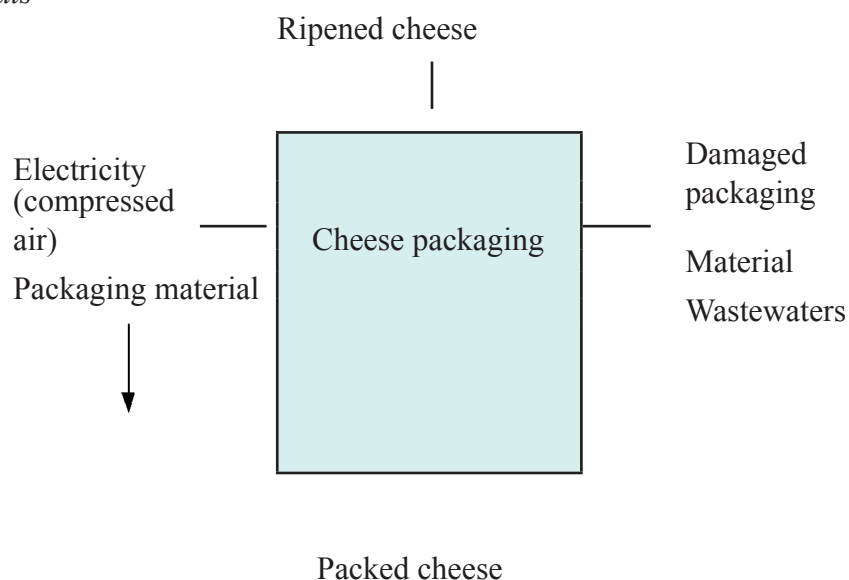 Ripened cheese
Electricity
(compressed
air)
Packaging material
Cheese packaging
Damaged
packaging
Material
Wastewaters
Packed cheese